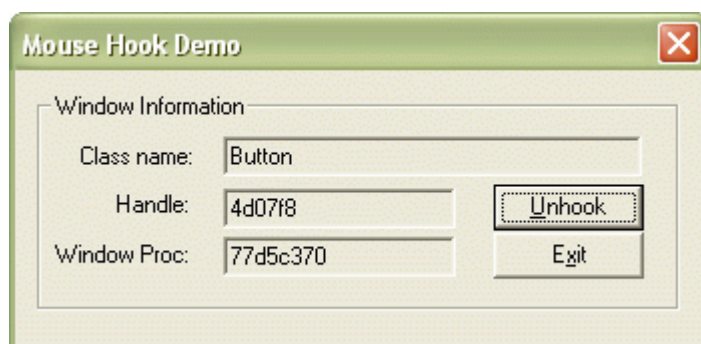 Mouse Hook Demo
Window Information
Class name: Button
Handle: 4d07f8 Unhook
Window Proc: 77d5c370 Exit